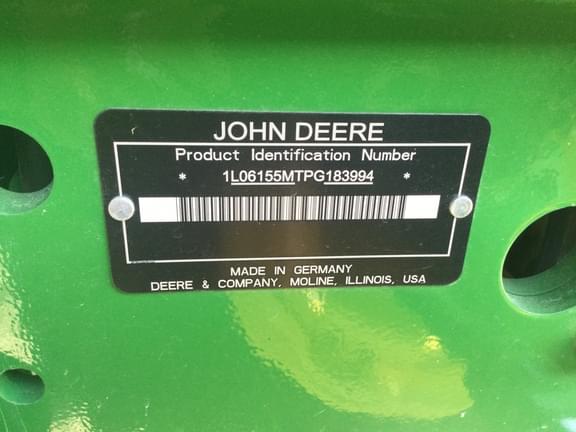 JOHN DEERE
Product Identification Number
* 1L06155MTPG183994 *
MADE IN GERMANY
DEERE & COMPANY, MOLINE, ILLINOIS, USA